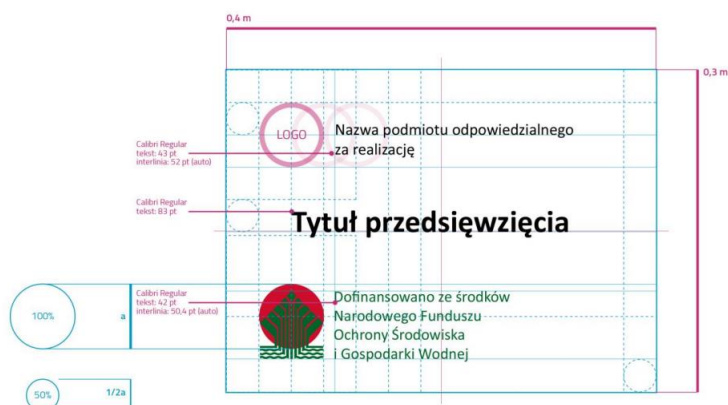 0,4 m
0,3 m
LOGO
Nazwa podmiotu odpowiedzialnego
za realizację
Calibri Regular
tekst: 43 pt
interlinia: 52 pt (auto)
Calibri Regular
tekst: 83 pt
Tytuł przedsięwzięcia
Calibri Regular
tekst: 42 pt
interlinia: 50,4 pt (auto)
Dofinansowano ze środków
Narodowego Funduszu
Ochrony Środowiska
i Gospodarki Wodnej
100%
a
50%
1/2a